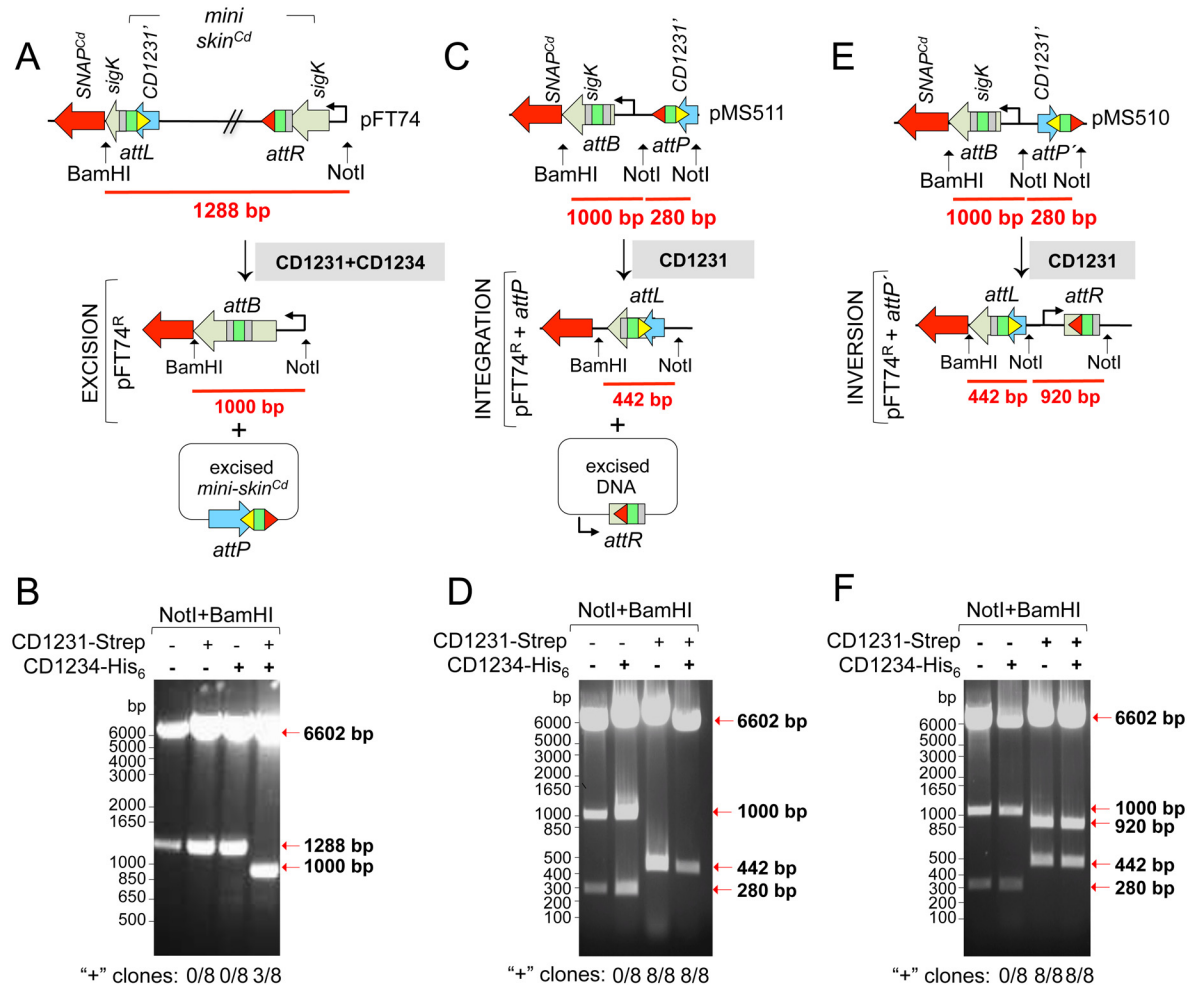 A
mini
skinCd
SNAPCd
sigK
CD1231’
sigK
pFT74
attL
attR
BamHI
NotI
1288 bp
CD1231+CD1234
EXCISION
pFT74R
attB
BamHI
NotI
1000 bp
+
excised
mini-skinCd
attP
C
SNAPCd
sigK
CD1231’
pMS511
attB
attP
BamHI
NotI
NotI
1000 bp
280 bp
CD1231
INTEGRATION
pFT74R + attP
attL
BamHI
NotI
442 bp
+
excised
DNA
attR
E
SNAPCd
sigK
CD1231’
pMS510
attB
attP´
BamHI
NotI
NotI
1000 bp
280 bp
CD1231
INVERSION
pFT74R + attP´
attL
attR
BamHI
NotI
NotI
442 bp
920 bp
B
NotI+BamHI
CD1231-Strep - + - +
CD1234-His6 - - + +
bp
6000
5000
4000
3000
2000
1650
1000
850
650
500
6602 bp
1288 bp
1000 bp
“+” clones: 0/8 0/8 3/8
D
NotI+BamHI
CD1231-Strep - - + +
CD1234-His6 - + - +
bp
6000
5000
4000
3000
2000
1650
1000
850
500
400
300
200
100
6602 bp
1000 bp
442 bp
280 bp
“+” clones: 0/8 8/8 8/8
F
NotI+BamHI
CD1231-Strep - - + +
CD1234-His6 - + - +
bp
6000
5000
4000
3000
2000
1650
1000
850
500
400
300
200
100
6602 bp
1000 bp
920 bp
442 bp
280 bp
“+” clones: 0/8 8/8 8/8